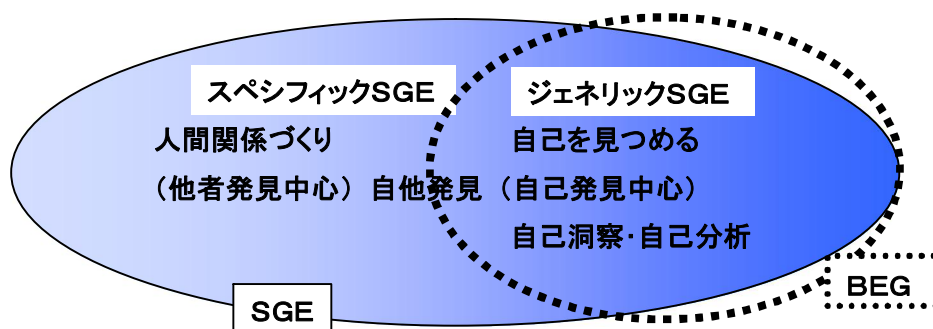 スペシフィックSGE
ジェネリックSGE
人間関係づくり
自己を見つめる
(他者発見中心) 自他発見 (自己発見中心)
自己洞察・自己分析
BEG
SGE